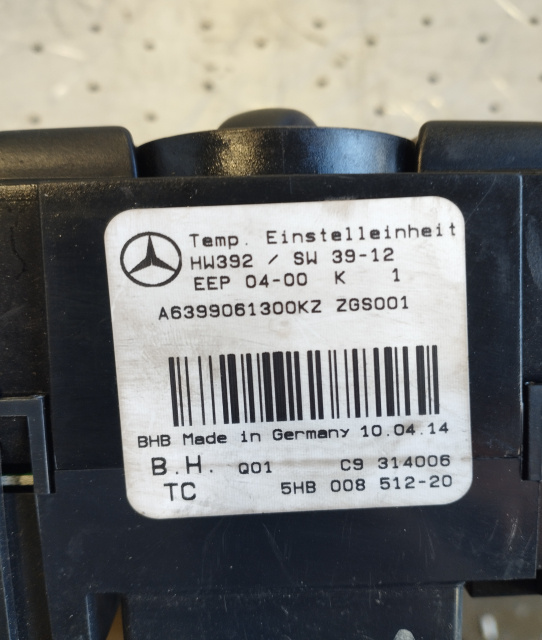 Temp. Einstelleinheit
HW392 / SW 39-12
EEP 04-00 K 1
A6399061300KZ ZGS001
BHB Made in Germany 10.04.14
B.H. Q01 C9 314006
TC 5HB 008 512-20